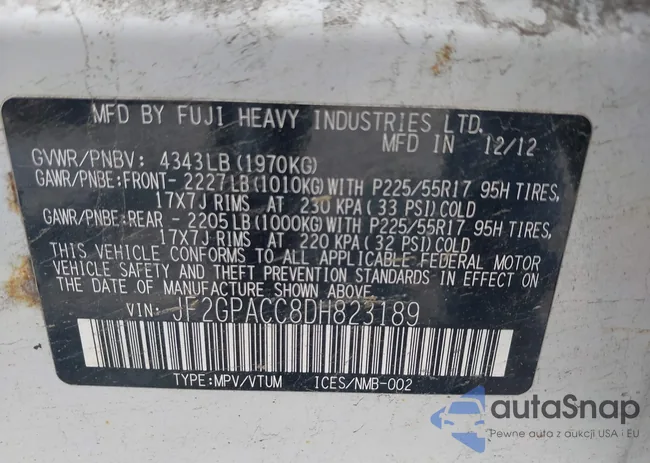 MFD BY FUJI HEAVY INDUSTRIES LTD.
MFD IN 12/12
GVWR/PNBV: 4343LB(1970KG)
GAWR/PNBE:FRONT- 2227LB(1010KG)WITH P225/55R17 95H TIRES,
17X7J RIMS AT 230 KPA(33 PSI)COLD
GAWR/PNBE:REAR - 2205LB(1000KG)WITH P225/55R17 95H TIRES,
17X7J RIMS AT 220 KPA(32 PSI)COLD
THIS VEHICLE CONFORMS TO ALL APPLICABLE FEDERAL MOTOR
VEHICLE SAFETY AND THEFT PREVENTION STANDARDS IN EFFECT ON
THE DATE OF MANUFACTURE SHOWN ABOVE.
VIN: JF2GPACC8DH823189
TYPE:MPV/VTUM ICES/NMB-002
autaSnap
Pewne auta z aukcji USA i EU